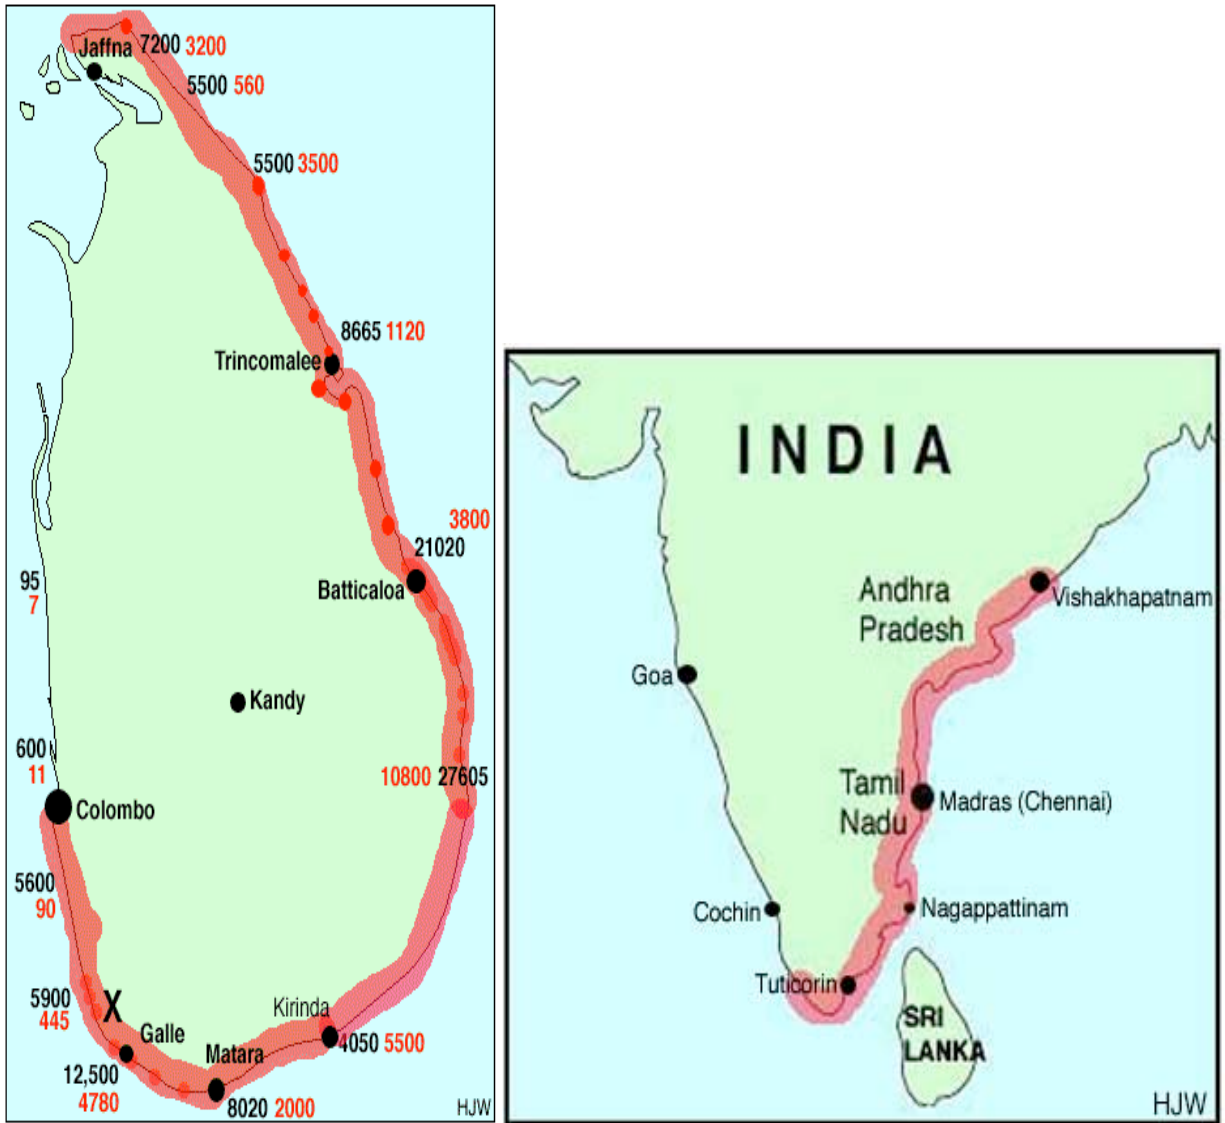 Jaffna
7200 3200
5500 560
5500 3500
8665 1120
Trincomalee
3800
21020
Batticaloa
95
7
Kandy
600
11
10800 27605
Colombo
5600
90
5900
445
X
Kirinda
Galle
Matara
4050 5500
12,500
4780
8020 2000
HJW
INDIA
Andhra
Pradesh
Vishakhapatnam
Goa
Tamil
Nadu
Madras (Chennai)
Cochin
Nagappattinam
Tuticorin
SRI
LANKA
HJW